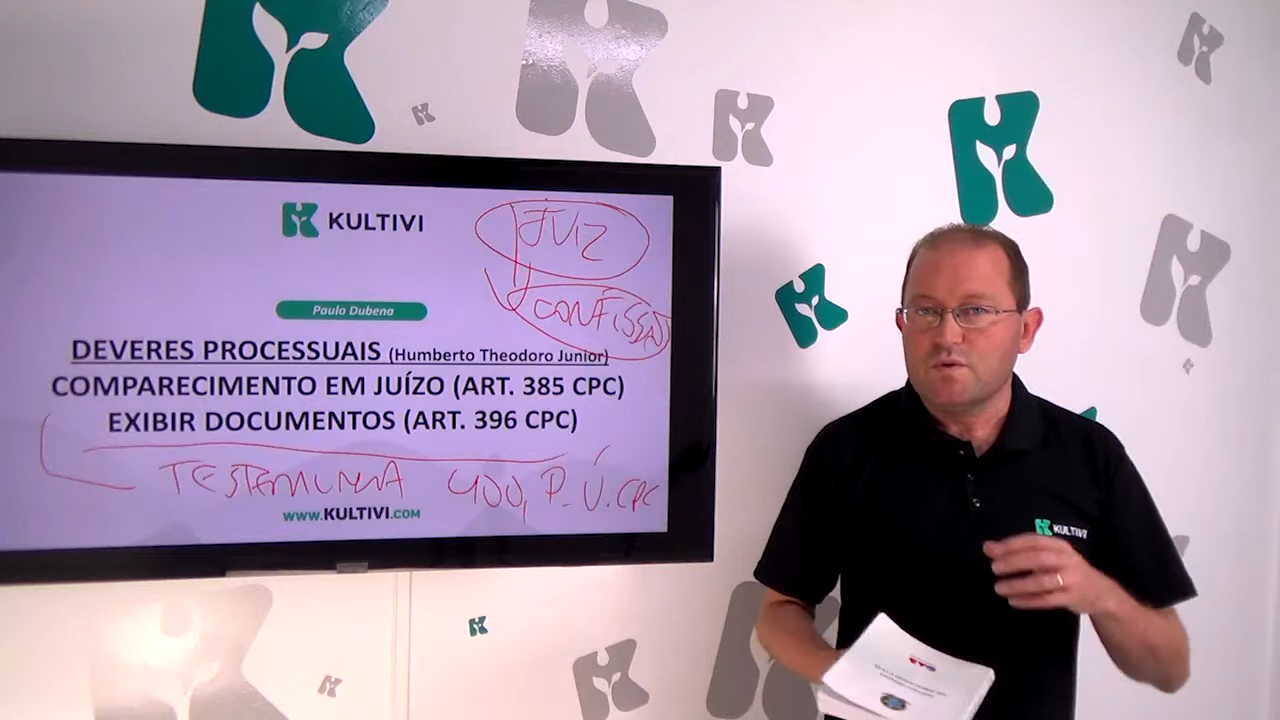 KULTIVI
JUIZ
CONFISSÃO
Paulo Dubena
DEVERES PROCESSUAIS (Humberto Theodoro Junior)
COMPARECIMENTO EM JUÍZO (ART. 385 CPC)
EXIBIR DOCUMENTOS (ART. 396 CPC)
TESTEMUNHA 400, P. Ú. CPC
WWW.KULTIVI.COM
KULTIVI